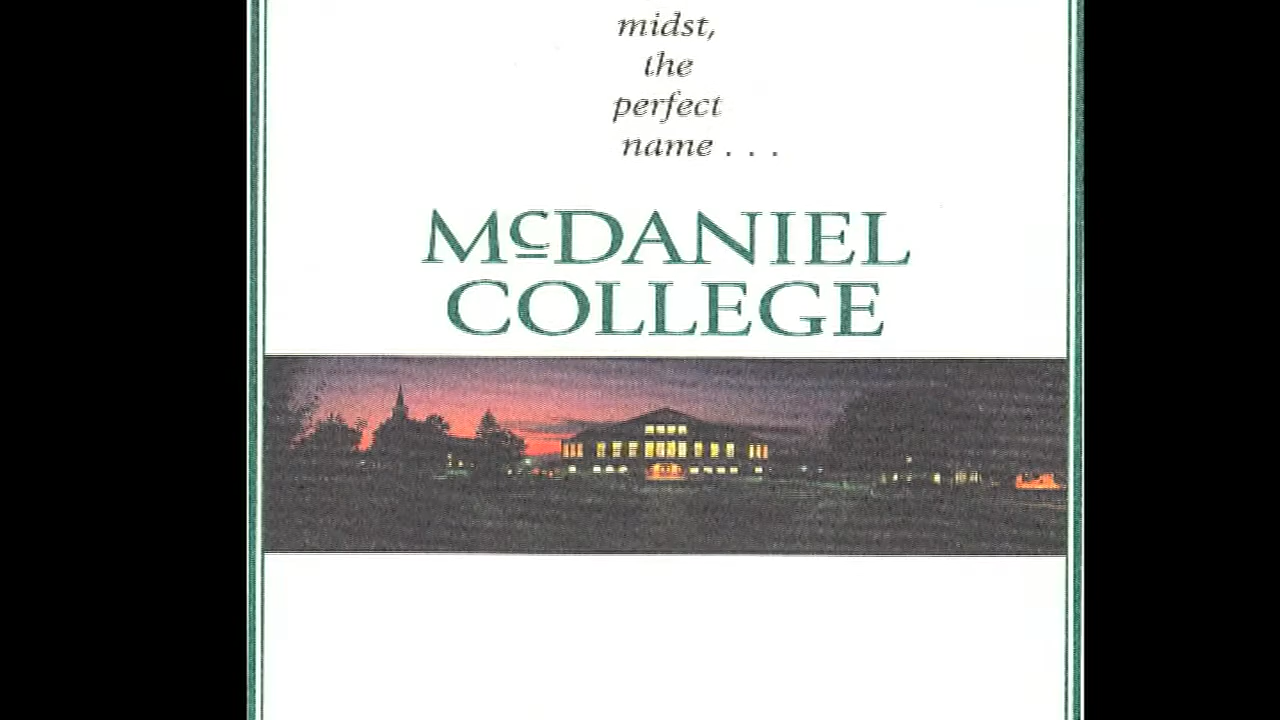 midst,
the
perfect
name . . .
McDANIEL
COLLEGE